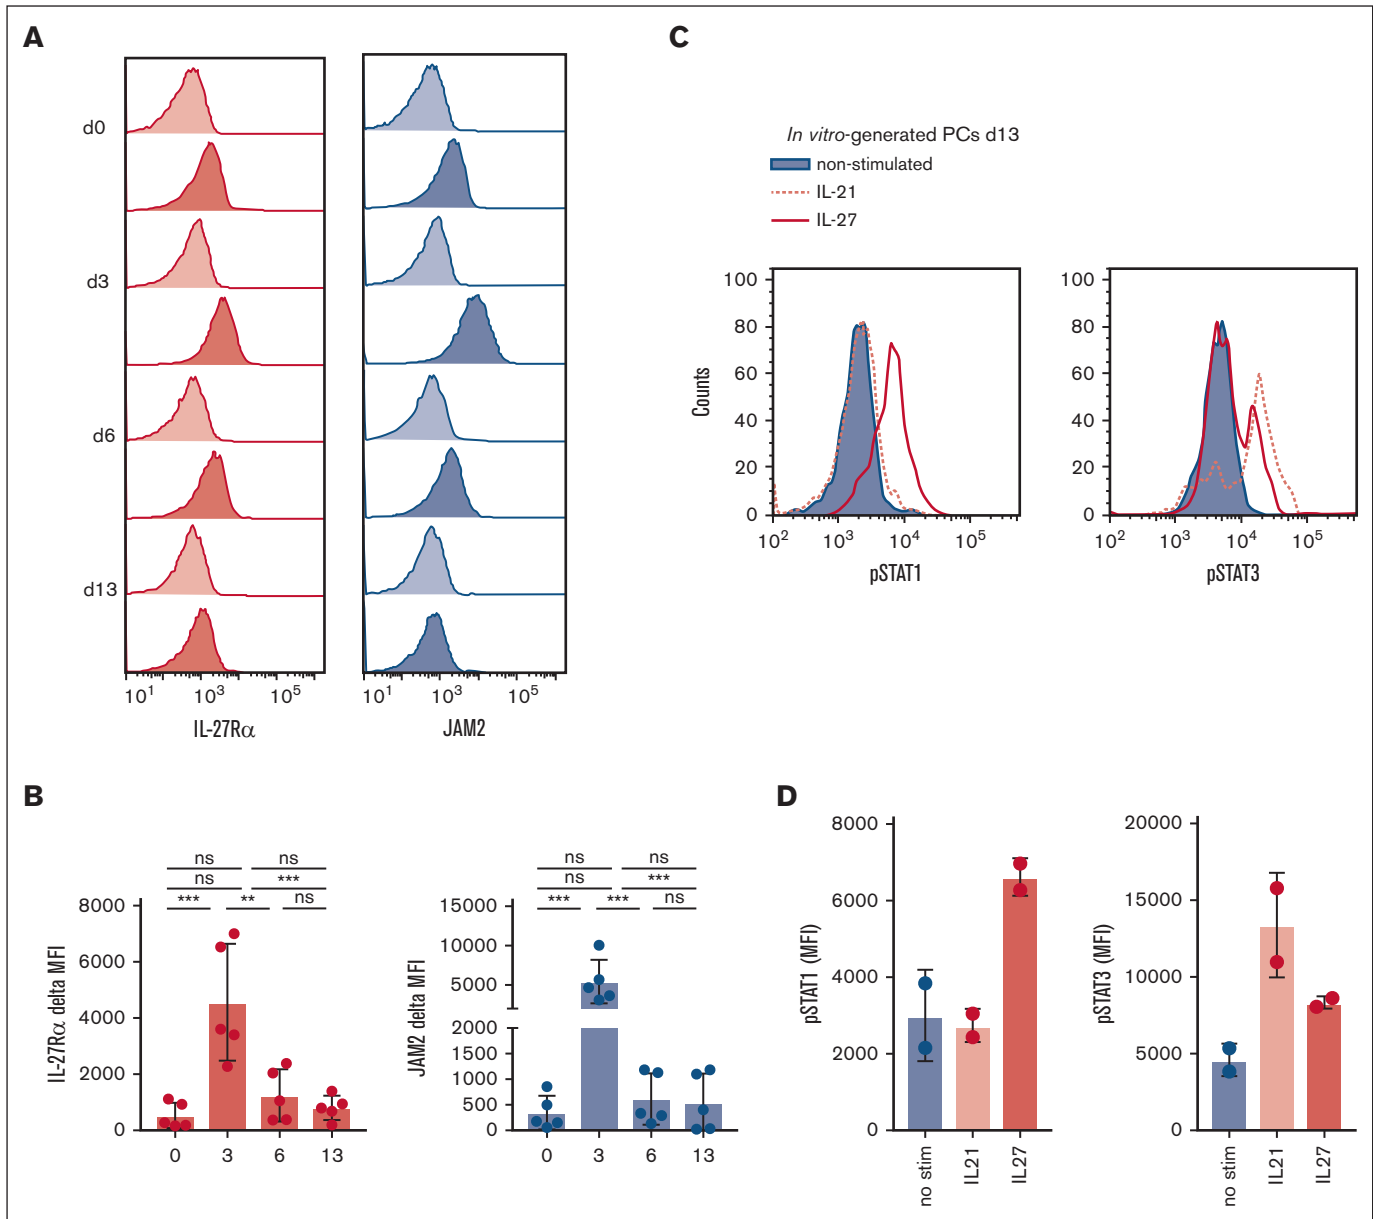 A
d0
d3
d6
d13
10¹ 10³ 10⁵
IL-27Rα
10¹ 10³ 10⁵
JAM2
C
In vitro-generated PCs d13
non-stimulated
IL-21
IL-27
100
80
60
40
20
0
Counts
10² 10³ 10⁴ 10⁵
pSTAT1
100
80
60
40
20
0
10² 10³ 10⁴ 10⁵
pSTAT3
B
ns ns
ns ***
*** ** ns
8000
6000
4000
2000
0
IL-27Rα delta MFI
0 3 6 13
ns ns
ns ***
*** *** ns
15000
10000
5000
2000
1500
1000
500
0
JAM2 delta MFI
0 3 6 13
D
8000
6000
4000
2000
0
pSTAT1 (MFI)
no stim IL21 IL27
20000
15000
10000
5000
0
pSTAT3 (MFI)
no stim IL21 IL27